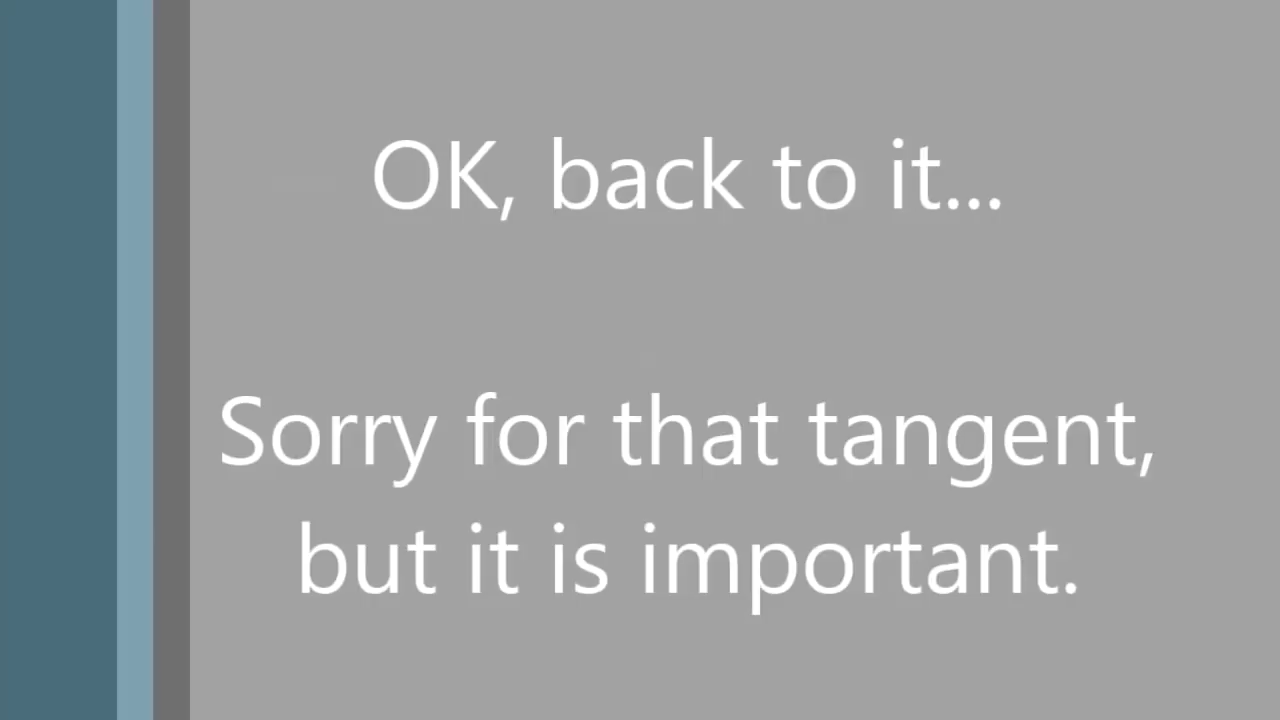 OK, back to it...
Sorry for that tangent,
but it is important.